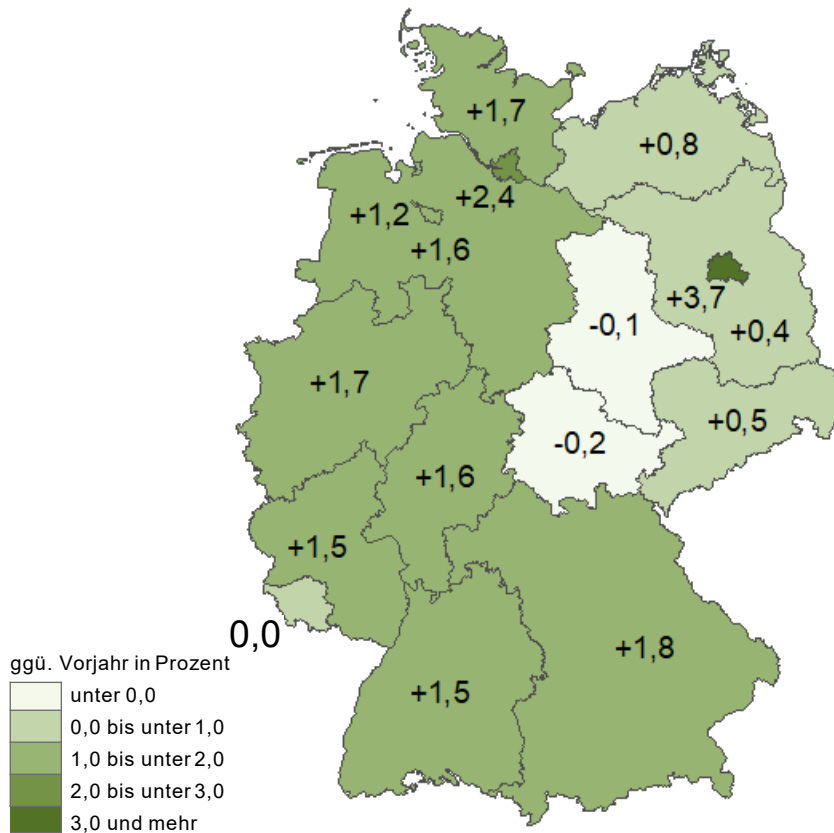 +1,7
+0,8
+2,4
+1,2
+1,6
+3,7
-0,1
+0,4
+1,7
+0,5
-0,2
+1,6
+1,5
0,0
+1,8
+1,5
ggü. Vorjahr in Prozent
unter 0,0
0,0 bis unter 1,0
1,0 bis unter 2,0
2,0 bis unter 3,0
3,0 und mehr